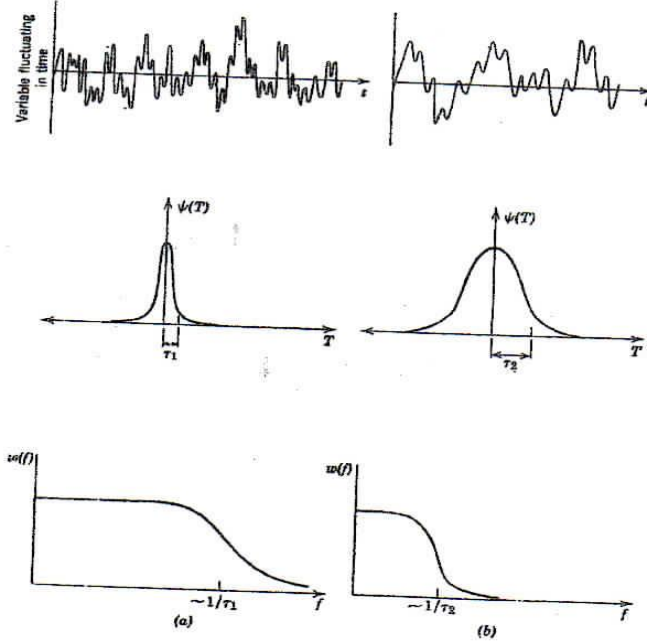 Variable fluctuating
in time
t
t
ψ(T)
ψ(T)
T
τ₁
T
τ₂
w(f)
w(f)
~1/τ₁
f
~1/τ₂
f
(a)
(b)